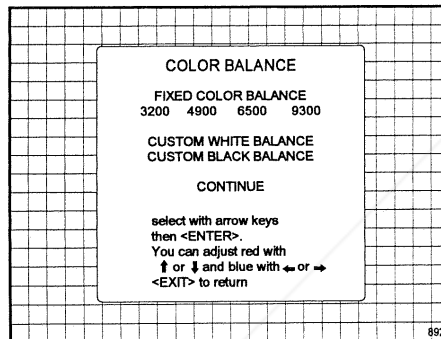 COLOR BALANCE
FIXED COLOR BALANCE
3200 4900 6500 9300
CUSTOM WHITE BALANCE
CUSTOM BLACK BALANCE
CONTINUE
select with arrow keys
then <ENTER>.
You can adjust red with
↑ or ↓ and blue with ← or →
<EXIT> to return
892